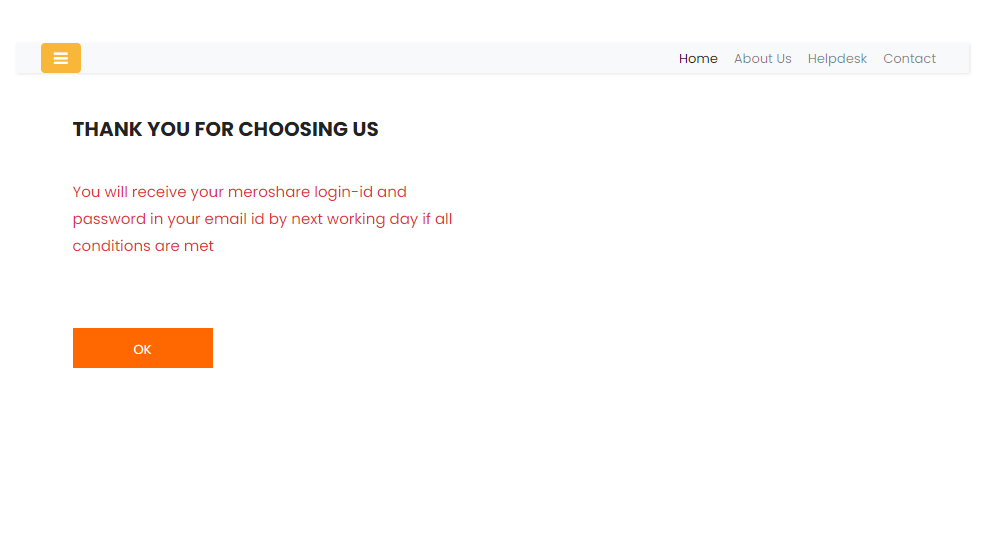 Home About Us Helpdesk Contact
THANK YOU FOR CHOOSING US
You will receive your meroshare login-id and
password in your email id by next working day if all
conditions are met
OK